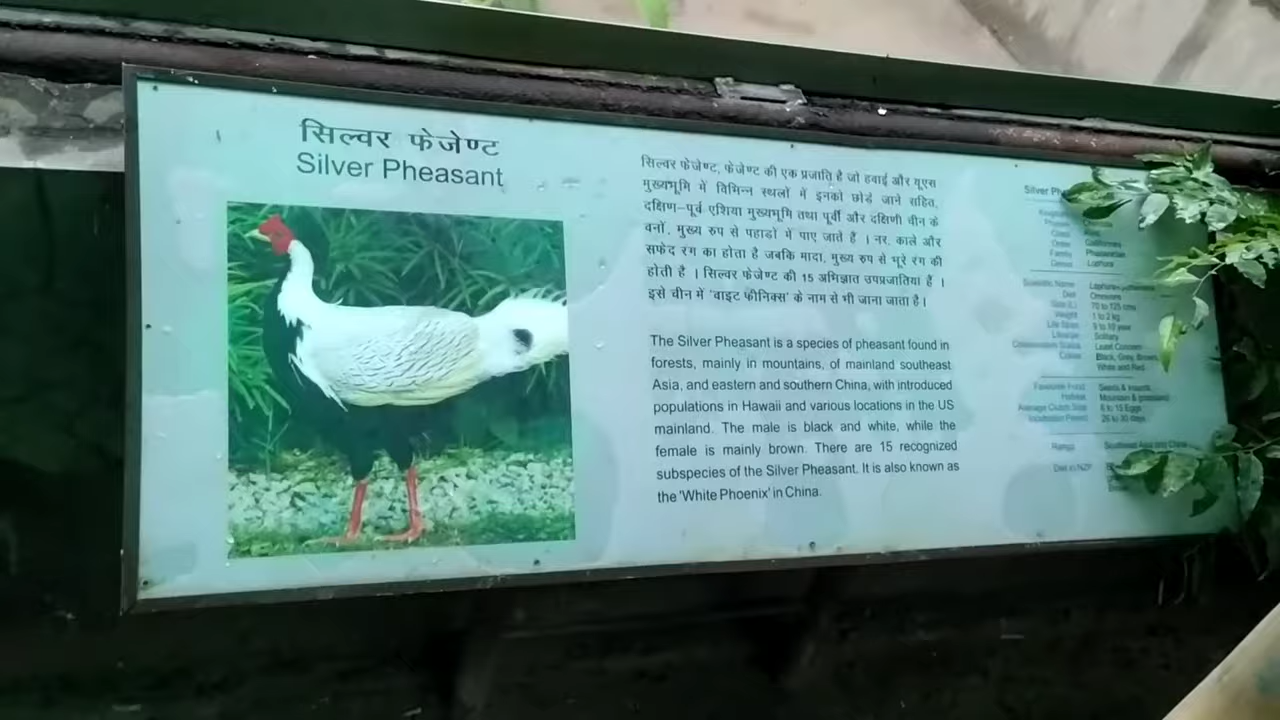 सिल्वर फेजेण्ट
Silver Pheasant
सिल्वर फेजेण्ट, फेजेण्ट की एक प्रजाति है जो हवाई और यूएस
मुख्यभूमि में विभिन्न स्थलों में इनको छोड़े जाने सहित,
दक्षिण–पूर्व एशिया मुख्यभूमि तथा पूर्वी और दक्षिणी चीन के
वनों, मुख्य रुप से पहाडों में पाए जाते हैं । नर, काले और
सफेद रंग का होता है जबकि मादा, मुख्य रुप से भूरे रंग की
होती है । सिल्वर फेजेण्ट की 15 अभिज्ञात उपप्रजातिया हैं ।
इसे चीन में 'वाइट फीनिक्स' के नाम से भी जाना जाता है।
The Silver Pheasant is a species of pheasant found in
forests, mainly in mountains, of mainland southeast
Asia, and eastern and southern China, with introduced
populations in Hawaii and various locations in the US
mainland. The male is black and white, while the
female is mainly brown. There are 15 recognized
subspecies of the Silver Pheasant. It is also known as
the 'White Phoenix' in China.
Silver
Class
Order Galliformes
Family Phasianidae
Genus Lophura
Scientific Name
Diet Omnivore
Size(L) 70 to 125 cms
Weight 1 to 2 kg
Life Span 9 to 10 year
Lifestyle Solitary
Conservation Status Least Concern
Colour Black, Grey, Brown,
White and Red
Favourite Food Seeds & Insects
Habitat Mountain & grassland
Average Clutch Size 6 to 15 Eggs
Incubation Period 26 to 30 days
Range Southeast Asia and China
Diet in NZP